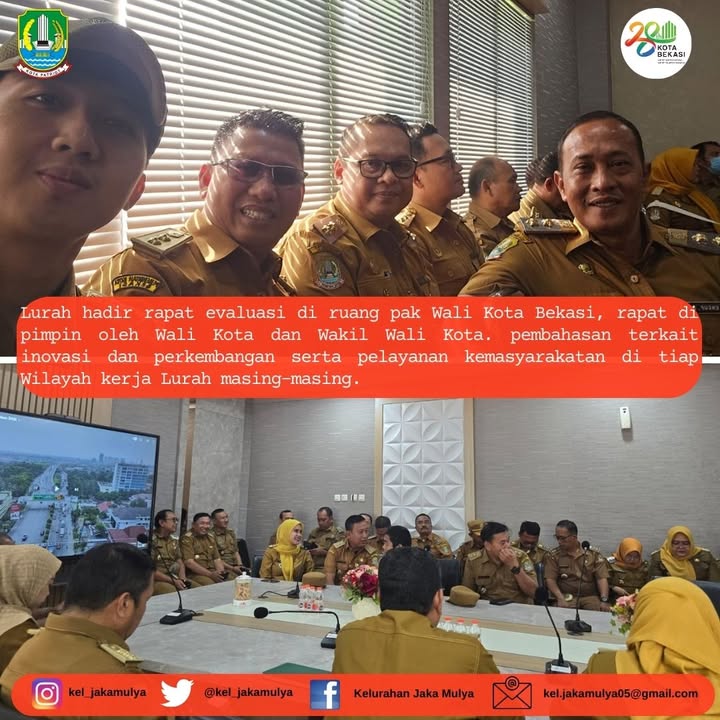 KOTA PATRIOT
28
KOTA
BEKASI
Lurah hadir rapat evaluasi di ruang pak Wali Kota Bekasi, rapat di
pimpin oleh Wali Kota dan Wakil Wali Kota. pembahasan terkait
inovasi dan perkembangan serta pelayanan kemasyarakatan di tiap
Wilayah kerja Lurah masing-masing.
kel_jakamulya
@kel_jakamulya
Kelurahan Jaka Mulya
kel.jakamulya05@gmail.com